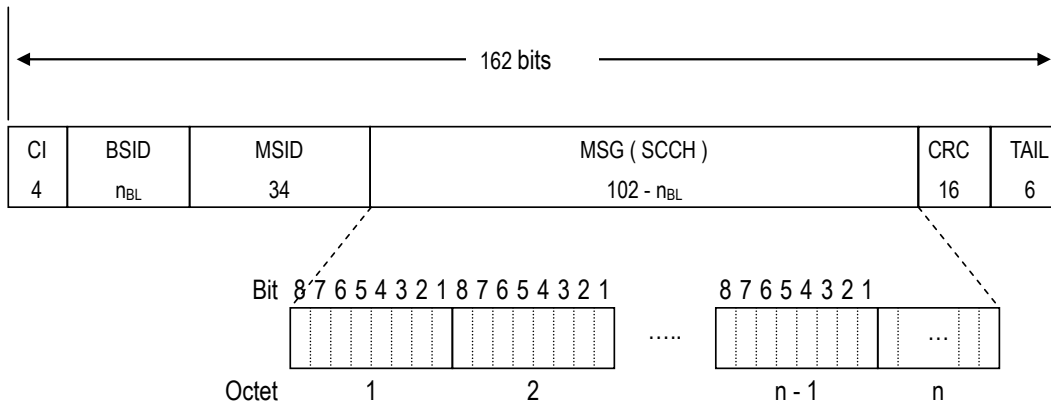 162 bits
CI BSID MSID MSG ( SCCH ) CRC TAIL
4 nBL 34 102 - nBL 16 6
Bit 8 7 6 5 4 3 2 1 8 7 6 5 4 3 2 1 8 7 6 5 4 3 2 1
..... ...
Octet 1 2 n - 1 n